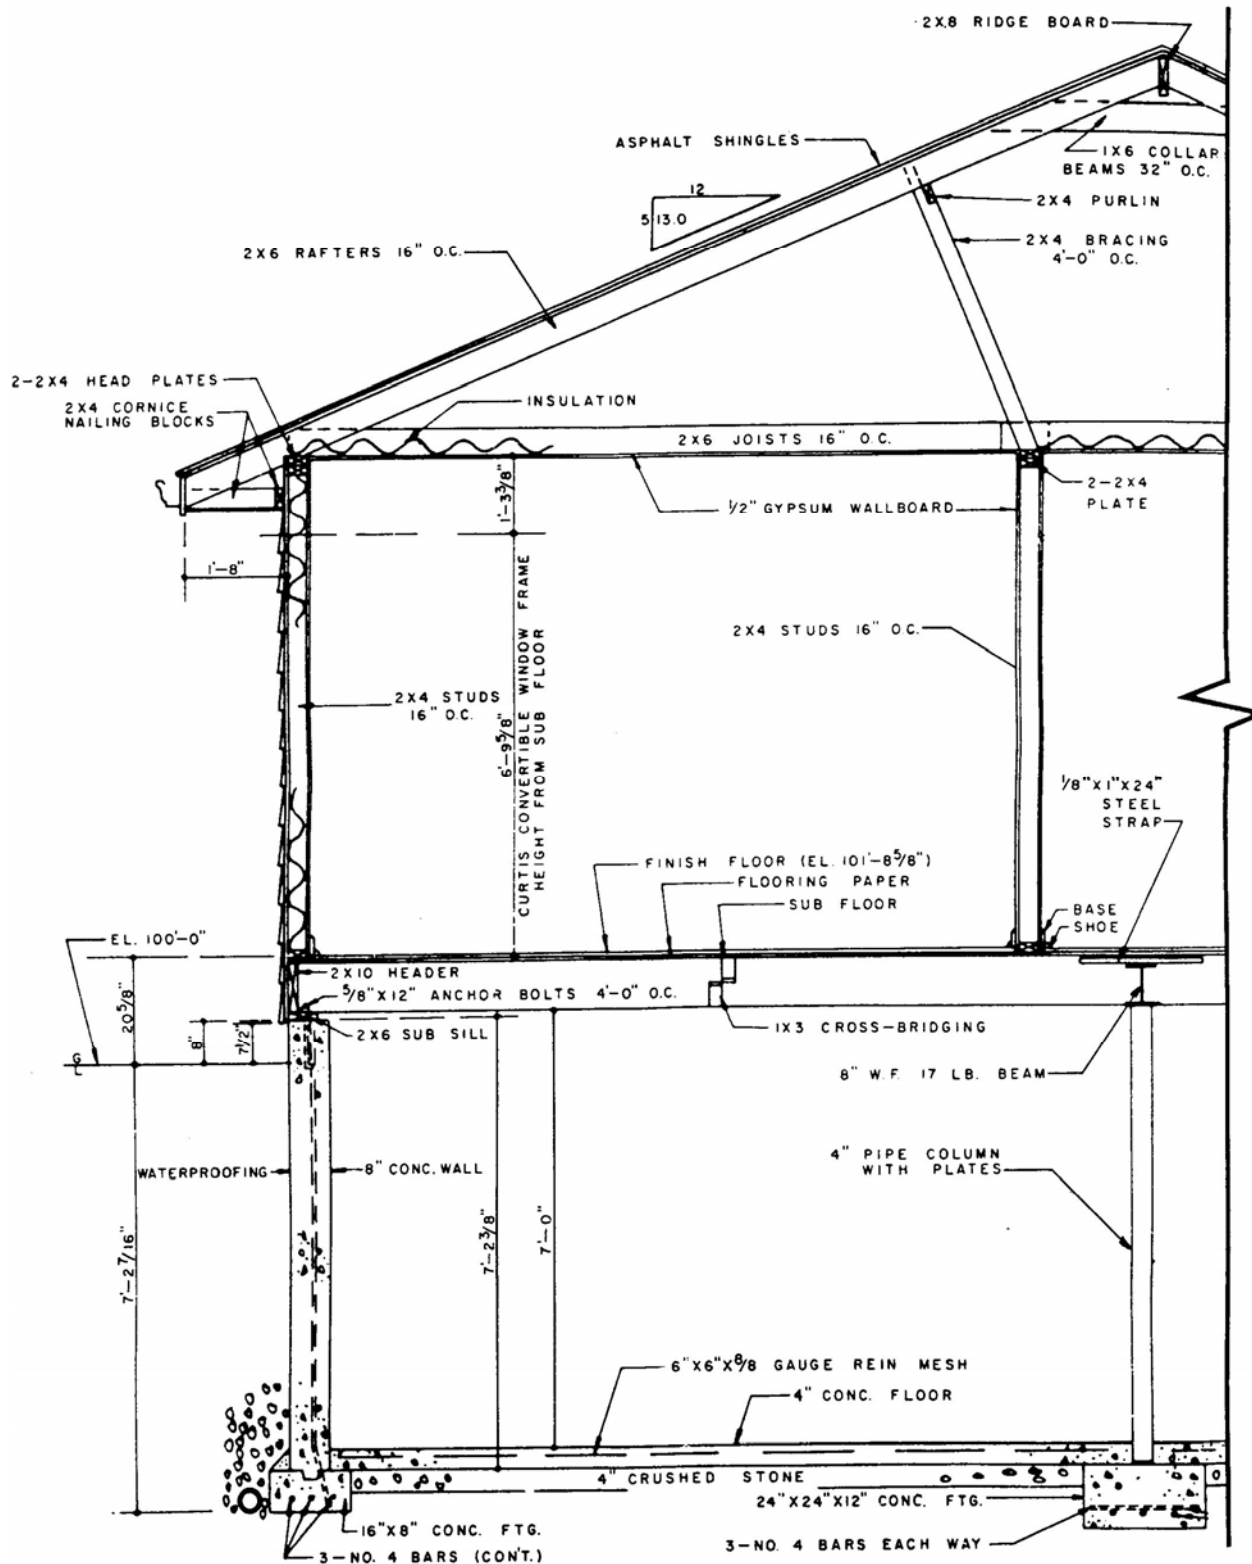 2X8 RIDGE BOARD
ASPHALT SHINGLES
1X6 COLLAR
BEAMS 32" O.C.
12
5 13.0
2X4 PURLIN
2X4 BRACING
4'-0" O.C.
2X6 RAFTERS 16" O.C.
2-2X4 HEAD PLATES
2X4 CORNICE
NAILING BLOCKS
INSULATION
2X6 JOISTS 16" O.C.
1'-3 3/8"
1/2" GYPSUM WALLBOARD
2-2X4
PLATE
1'-8"
CURTIS CONVERTIBLE WINDOW FRAME
HEIGHT FROM SUB FLOOR
6'-9 5/8"
2X4 STUDS 16" O.C.
2X4 STUDS
16" O.C.
1/8"X1"X24"
STEEL
STRAP
FINISH FLOOR (EL. 101'-8 5/8")
FLOORING PAPER
SUB FLOOR
BASE
SHOE
EL. 100'-0"
2X10 HEADER
5/8"X12" ANCHOR BOLTS 4'-0" O.C.
20 5/8"
8"
7 1/2"
2X6 SUB SILL
1X3 CROSS-BRIDGING
G
L
8" W.F. 17 LB. BEAM
WATERPROOFING
8" CONC. WALL
4" PIPE COLUMN
WITH PLATES
7'-2 7/16"
7'-2 3/8"
7'-0"
6"X6"X8/8 GAUGE REIN MESH
4" CONC. FLOOR
4" CRUSHED STONE
24"X24"X12" CONC. FTG.
16"X8" CONC. FTG.
3-NO. 4 BARS (CON'T.)
3-NO. 4 BARS EACH WAY